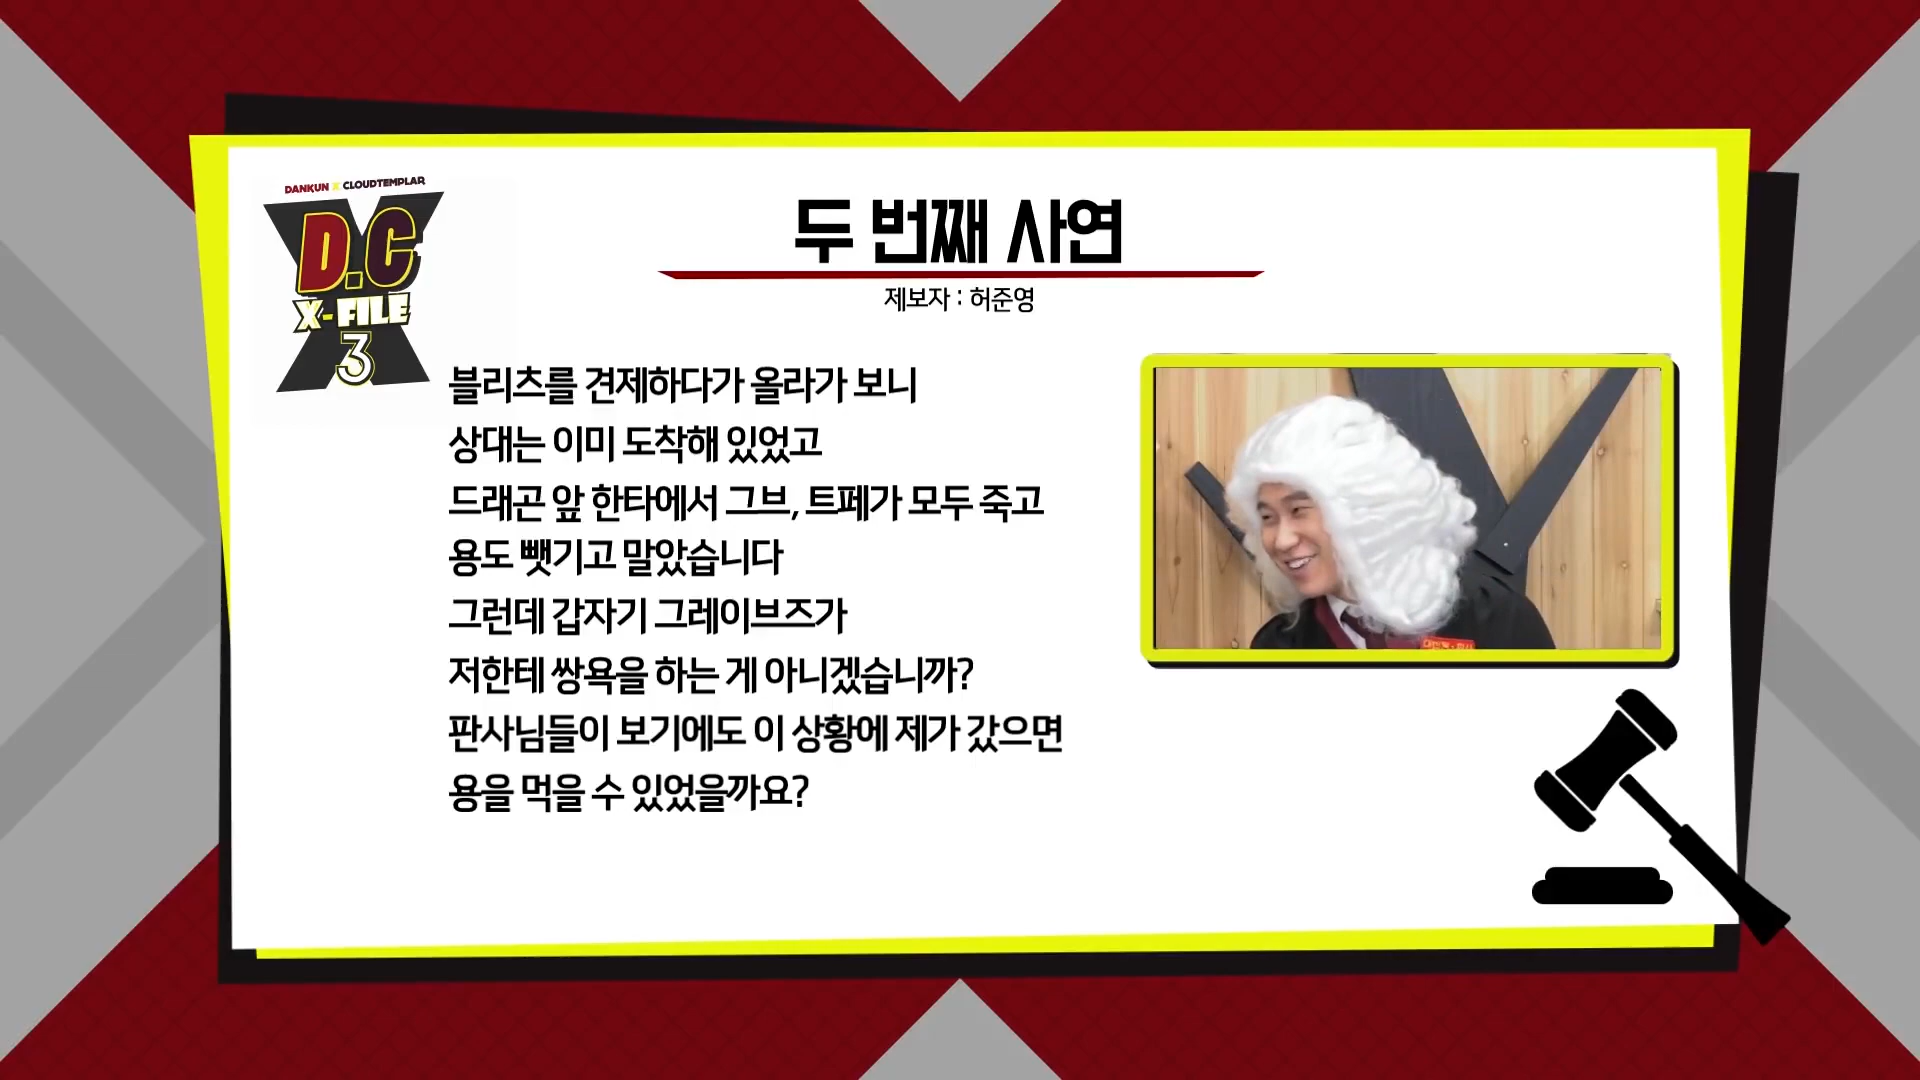 DANKUN X CLOUDTEMPLAR
D.C
X-FILE
3
두 번째 사연
제보자 : 허준영
블리츠를 견제하다가 올라가 보니
상대는 이미 도착해 있었고
드래곤 앞 한타에서 그브, 트페가 모두 죽고
용도 뺏기고 말았습니다
그런데 갑자기 그레이브즈가
저한테 쌍욕을 하는 게 아니겠습니까?
판사님들이 보기에도 이 상황에 제가 갔으면
용을 먹을 수 있었을까요?